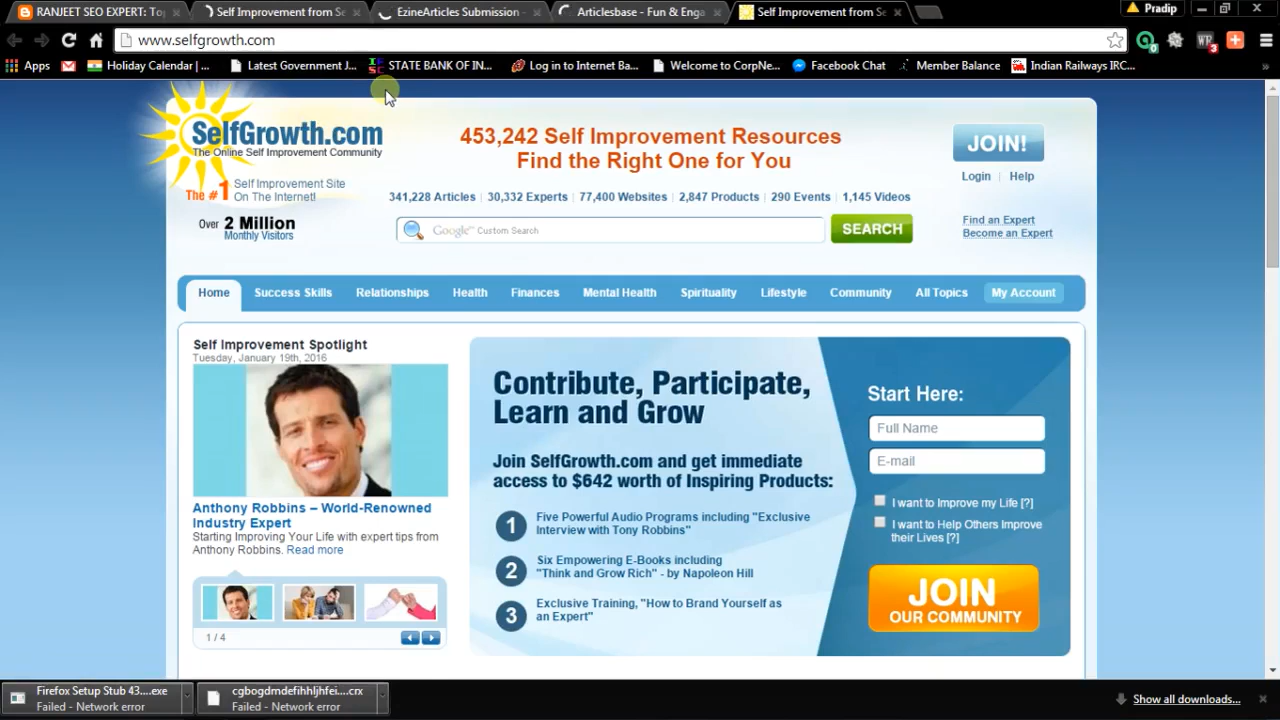 RANJEET SEO EXPERT: To
Self Improvement from Se
EzineArticles Submission -
Articlesbase - Fun & Enga
Self Improvement from Se
Pradip
www.selfgrowth.com
Apps
Holiday Calendar | ...
Latest Government J...
STATE BANK OF IN...
Log in to Internet Ba...
Welcome to CorpNe...
Facebook Chat
Member Balance
Indian Railways IRC...
SelfGrowth.com
The Online Self Improvement Community
The #1 Self Improvement Site
On The Internet!
Over 2 Million
Monthly Visitors
453,242 Self Improvement Resources
Find the Right One for You
341,228 Articles | 30,332 Experts | 77,400 Websites | 2,847 Products | 290 Events | 1,145 Videos
Google™ Custom Search
SEARCH
JOIN!
Login | Help
Find an Expert
Become an Expert
Home
Success Skills
Relationships
Health
Finances
Mental Health
Spirituality
Lifestyle
Community
All Topics
My Account
Self Improvement Spotlight
Tuesday, January 19th, 2016
Anthony Robbins – World-Renowned
Industry Expert
Starting Improving Your Life with expert tips from
Anthony Robbins. Read more
1 / 4
Contribute, Participate,
Learn and Grow
Join SelfGrowth.com and get immediate
access to $642 worth of Inspiring Products:
1 Five Powerful Audio Programs including "Exclusive
Interview with Tony Robbins"
2 Six Empowering E-Books including
"Think and Grow Rich" - by Napoleon Hill
3 Exclusive Training, "How to Brand Yourself as
an Expert"
Start Here:
Full Name
E-mail
I want to Improve my Life [?]
I want to Help Others Improve
their Lives [?]
JOIN
OUR COMMUNITY
Firefox Setup Stub 43....exe
Failed - Network error
cgbogdmdefihhljhfei....crx
Failed - Network error
Show all downloads...